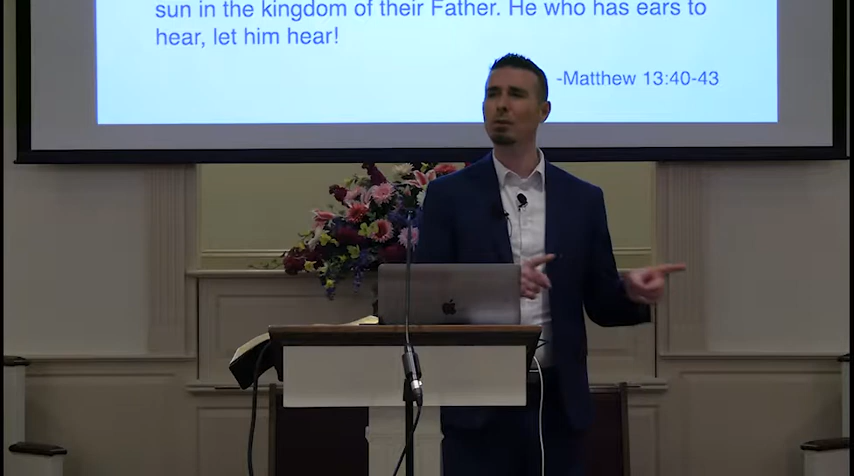 sun in the kingdom of their Father. He who has ears to
hear, let him hear!
-Matthew 13:40-43